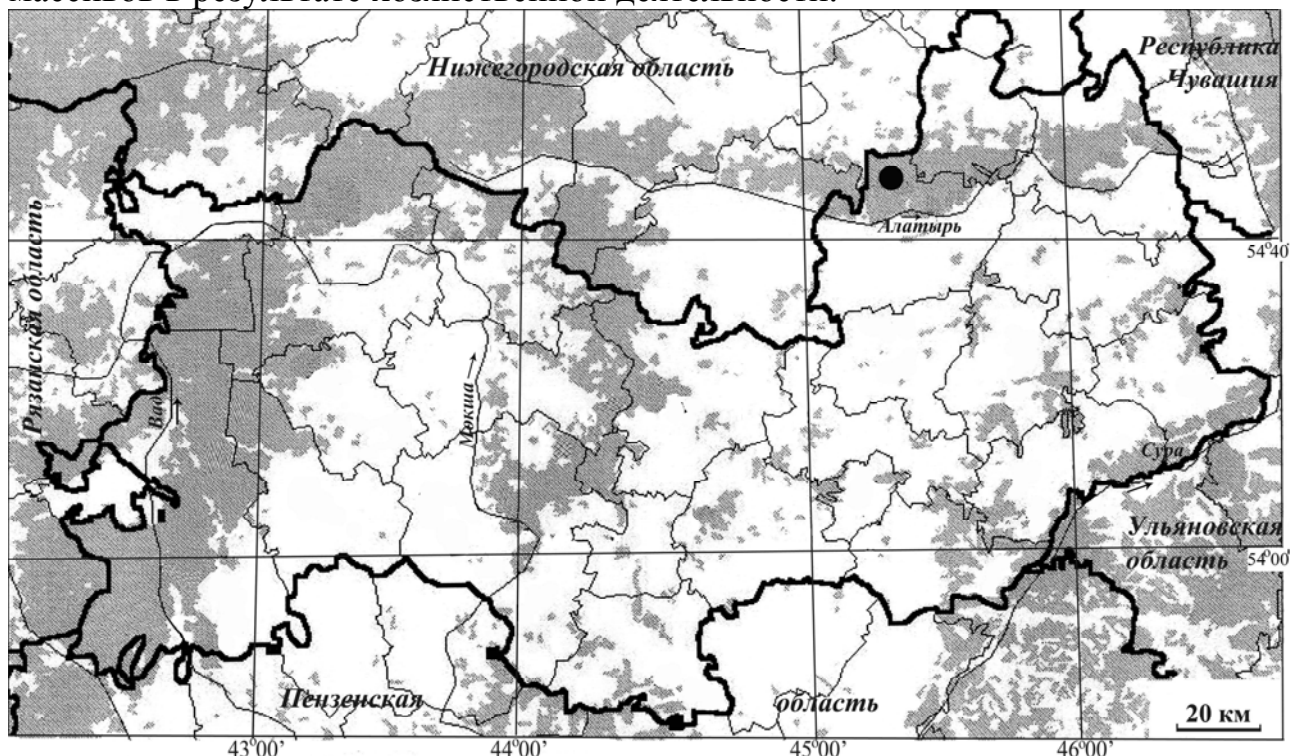 массивов в результате хозяйственной деятельности.
Нижегородская область
Республика
Чувашия
Рязанская область
Алатырь
54°40'
Вад
Мокша
Сура
Ульяновская
область
54°00'
Пензенская
область
20 км
43°00'
44°00'
45°00'
46°00'